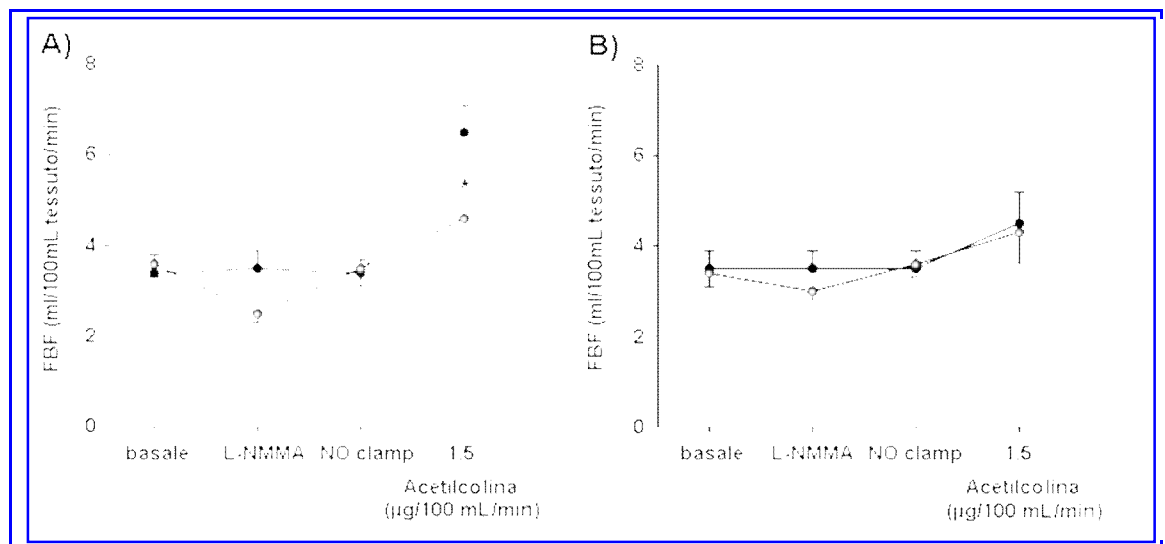 A)
FBF (ml/100mL tessuto/min)
8
6
4
2
0
*
basale
L-NMMA
NO clamp
1.5
Acetilcolina
(µg/100 mL/min)
B)
FBF (ml/100mL tessuto/min)
8
6
4
2
0
basale
L-NMMA
NO clamp
1.5
Acetilcolina
(µg/100 mL/min)